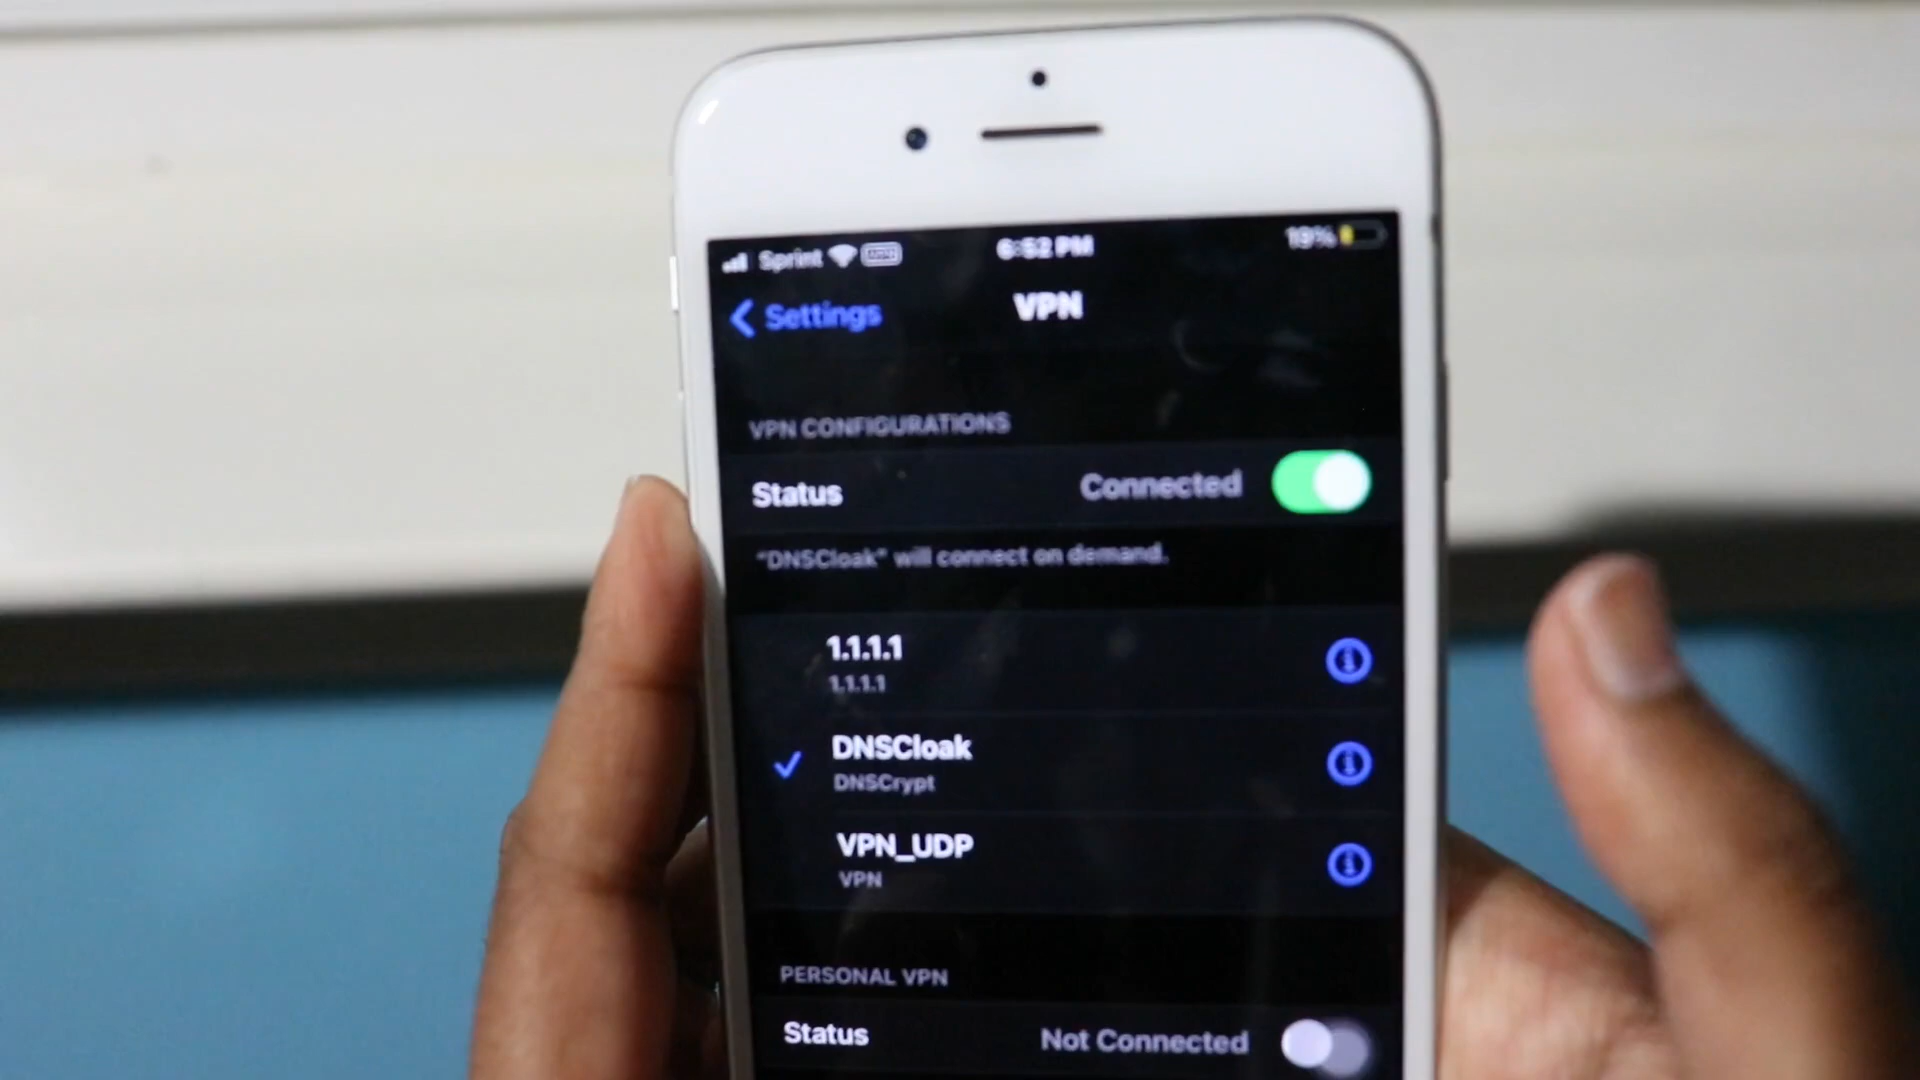 Sprint
6:52 PM
19%
Settings
VPN
VPN CONFIGURATIONS
Status
Connected
"DNSCloak" will connect on demand.
1.1.1.1
1.1.1.1
DNSCloak
DNSCrypt
VPN_UDP
VPN
PERSONAL VPN
Status
Not Connected